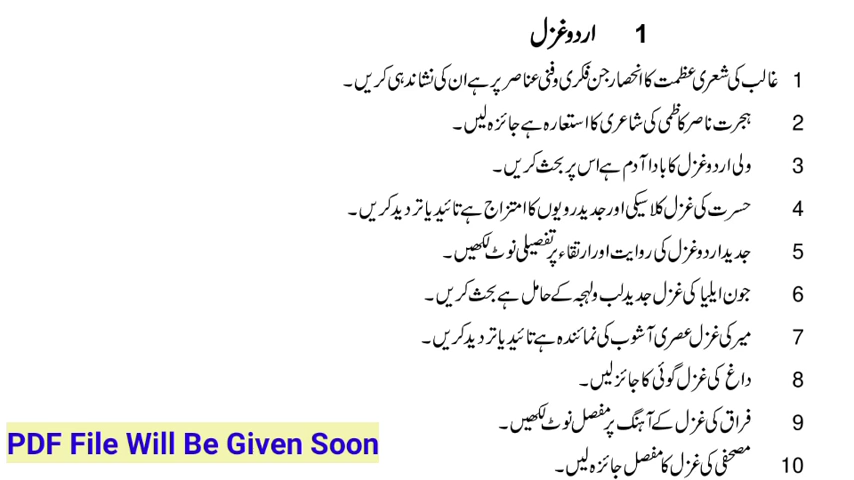 1 اردو غزل
1 غالب کی شعری عظمت کا انحصار جن فکری و فنی عناصر پر ہے ان کی نشاندہی کریں۔
2 ہجرت ناصر کاظمی کی شاعری کا استعارہ ہے جائزہ لیں۔
3 ولی اردو غزل کا باداآدم ہے اس پر بحث کریں۔
4 حسرت کی غزل کلاسیکی اور جدید رویوں کا امتزاج ہے تائید یا تردید کریں۔
5 جدید اردو غزل کی روایت اور ارتقاء پر تفصیلی نوٹ لکھیں۔
6 جون ایلیا کی غزل جدید لب ولہجہ کے حامل ہے بحث کریں۔
7 میر کی غزل عصری آشوب کی نمائندہ ہے تائید یا تردید کریں۔
8 داغ کی غزل گوئی کا جائز لیں۔
9 فراق کی غزل کے آہنگ پر مفصل نوٹ لکھیں۔
PDF File Will Be Given Soon
10 مصحفی کی غزل کا مفصل جائزہ لیں۔